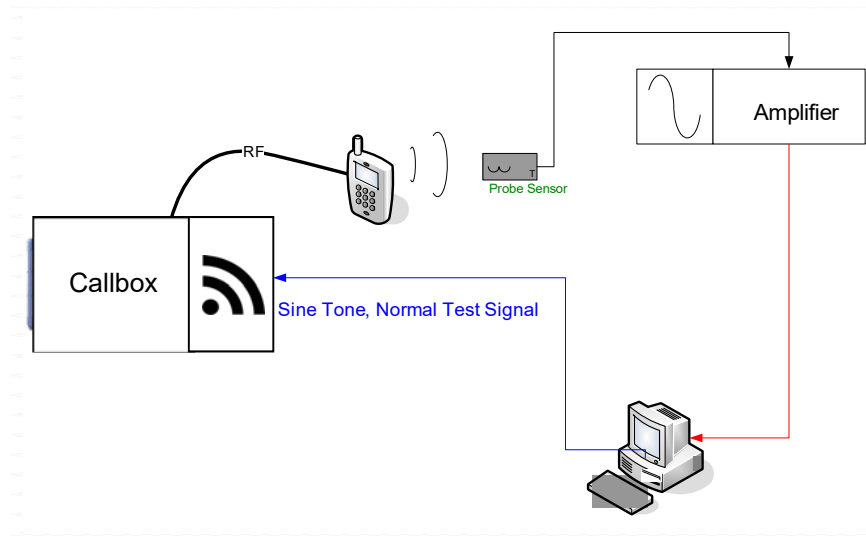 Amplifier
RF
T
Probe Sensor
Callbox
Sine Tone, Normal Test Signal